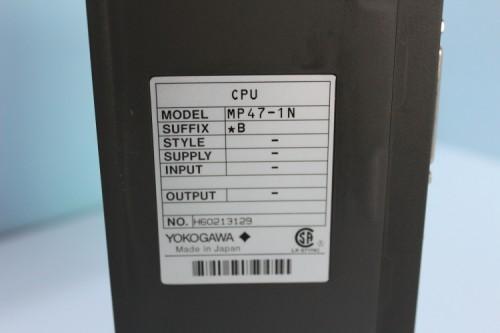 CPU
MODEL MP47-1N
SUFFIX ★B
STYLE -
SUPPLY -
INPUT -
OUTPUT -
NO. H60213129
YOKOGAWA ◆
Made in Japan